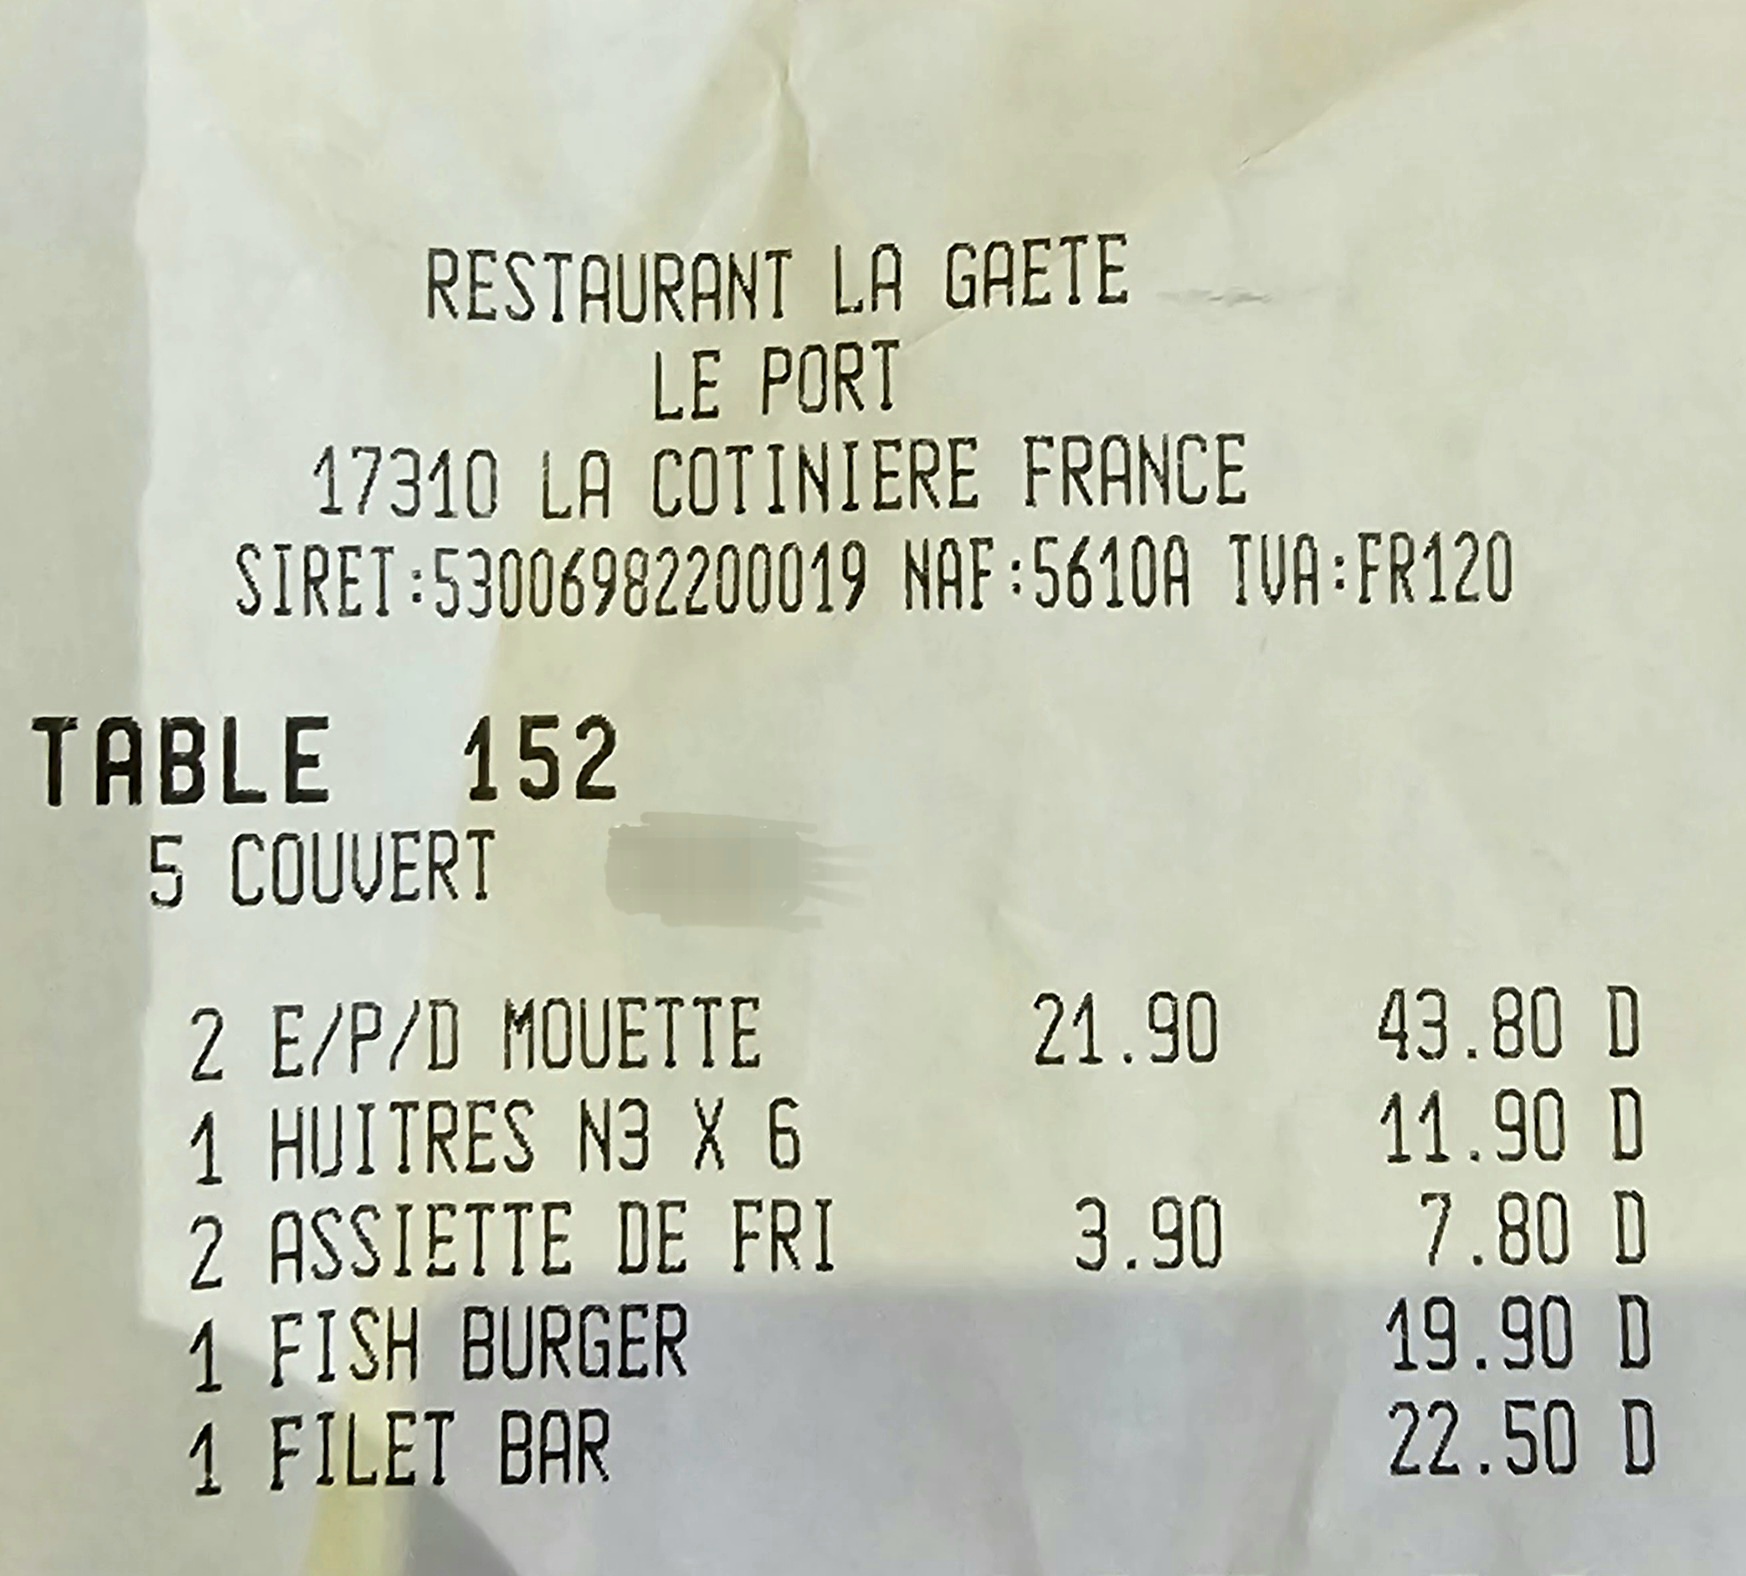 RESTAURANT LA GAETE
LE PORT
17310 LA COTINIERE FRANCE
SIRET:53006982200019 NAF:5610A TVA:FR120
TABLE 152
5 COUVERT
2 E/P/D MOUETTE 21.90 43.80 D
1 HUITRES N3 X 6 11.90 D
2 ASSIETTE DE FRI 3.90 7.80 D
1 FISH BURGER 19.90 D
1 FILET BAR 22.50 D